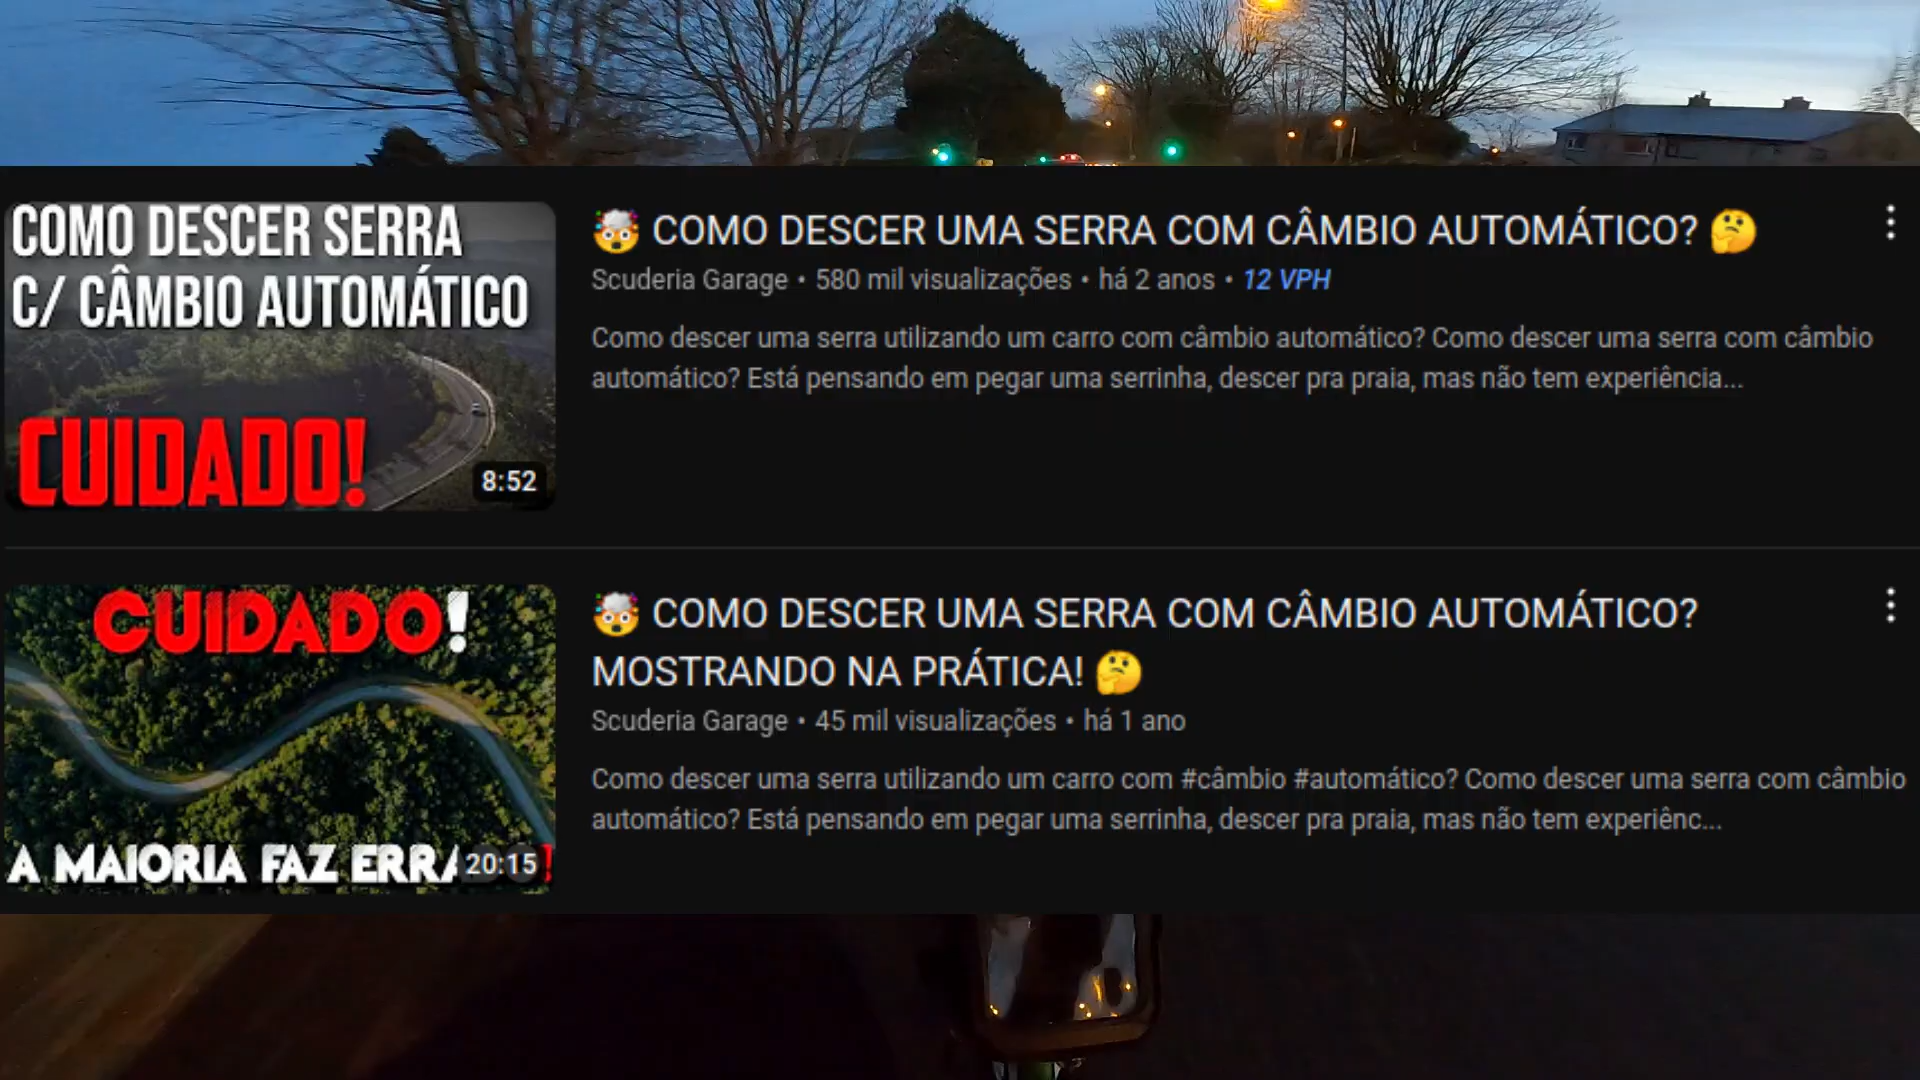 COMO DESCER SERRA
C/ CÂMBIO AUTOMÁTICO
CUIDADO!
8:52
🤯 COMO DESCER UMA SERRA COM CÂMBIO AUTOMÁTICO? 🤔
Scuderia Garage • 580 mil visualizações • há 2 anos • 12 VPH
Como descer uma serra utilizando um carro com câmbio automático? Como descer uma serra com câmbio
automático? Está pensando em pegar uma serrinha, descer pra praia, mas não tem experiência...
CUIDADO!
A MAIORIA FAZ
20:15
🤯 COMO DESCER UMA SERRA COM CÂMBIO AUTOMÁTICO?
MOSTRANDO NA PRÁTICA! 🤔
Scuderia Garage • 45 mil visualizações • há 1 ano
Como descer uma serra utilizando um carro com #câmbio #automático? Como descer uma serra com câmbio
automático? Está pensando em pegar uma serrinha, descer pra praia, mas não tem experiênc...